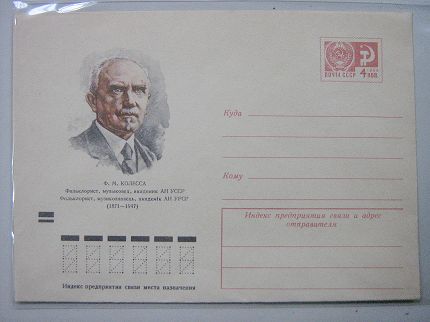 ПОЧТА СССР
4 КОП.
Куда
Ф. М. КОЛЕССА
Фольклорист, музыковед, академик АН УССР
Фольклорист, музикознавець, академік АН УРСР
(1871—1947)
Кому
Индекс предприятия связи и адрес
отправителя
Индекс предприятия связи места назначения